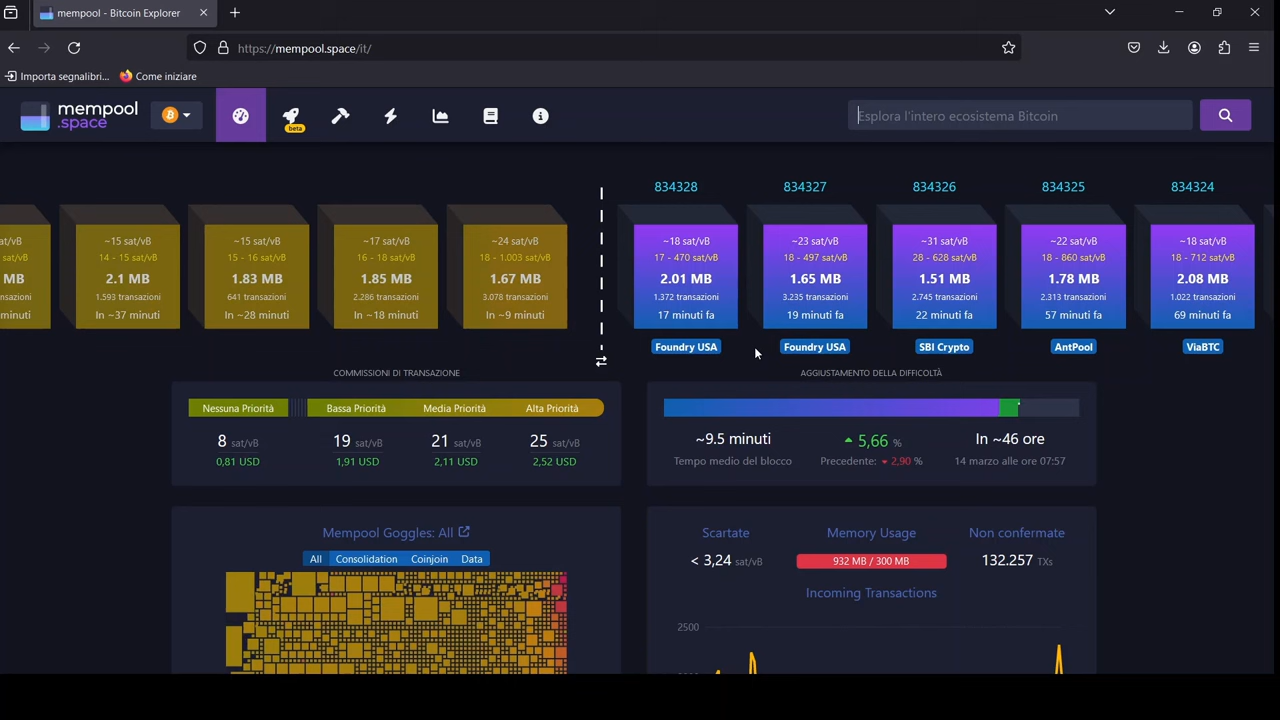 mempool - Bitcoin Explorer
https://mempool.space/it/
Importa segnalibri... Come iniziare
mempool
.space
beta
Esplora l'intero ecosistema Bitcoin
834328 834327 834326 834325 834324
at/vB ~15 sat/vB ~15 sat/vB ~17 sat/vB ~24 sat/vB ~18 sat/vB ~23 sat/vB ~31 sat/vB ~22 sat/vB ~18 sat/vB
sat/vB 14 - 15 sat/vB 15 - 16 sat/vB 16 - 18 sat/vB 18 - 1.003 sat/vB 17 - 470 sat/vB 18 - 497 sat/vB 28 - 628 sat/vB 18 - 860 sat/vB 18 - 712 sat/vB
MB 2.1 MB 1.83 MB 1.85 MB 1.67 MB 2.01 MB 1.65 MB 1.51 MB 1.78 MB 2.08 MB
azioni 1.593 transazioni 641 transazioni 2.286 transazioni 3.078 transazioni 1.372 transazioni 3.235 transazioni 2.745 transazioni 2.313 transazioni 1.022 transazioni
minuti In ~37 minuti In ~28 minuti In ~18 minuti In ~9 minuti 17 minuti fa 19 minuti fa 22 minuti fa 57 minuti fa 69 minuti fa
Foundry USA Foundry USA SBI Crypto AntPool ViaBTC
COMMISSIONI DI TRANSAZIONE
Nessuna Priorità Bassa Priorità Media Priorità Alta Priorità
8 sat/vB 19 sat/vB 21 sat/vB 25 sat/vB
0,81 USD 1,91 USD 2,11 USD 2,52 USD
AGGIUSTAMENTO DELLA DIFFICOLTÀ
~9.5 minuti 5,66 % In ~46 ore
Tempo medio del blocco Precedente: 2,90 % 14 marzo alle ore 07:57
Mempool Goggles: All
All Consolidation Coinjoin Data
Scartate Memory Usage Non confermate
< 3,24 sat/vB 932 MB / 300 MB 132.257 TXs
Incoming Transactions
2500